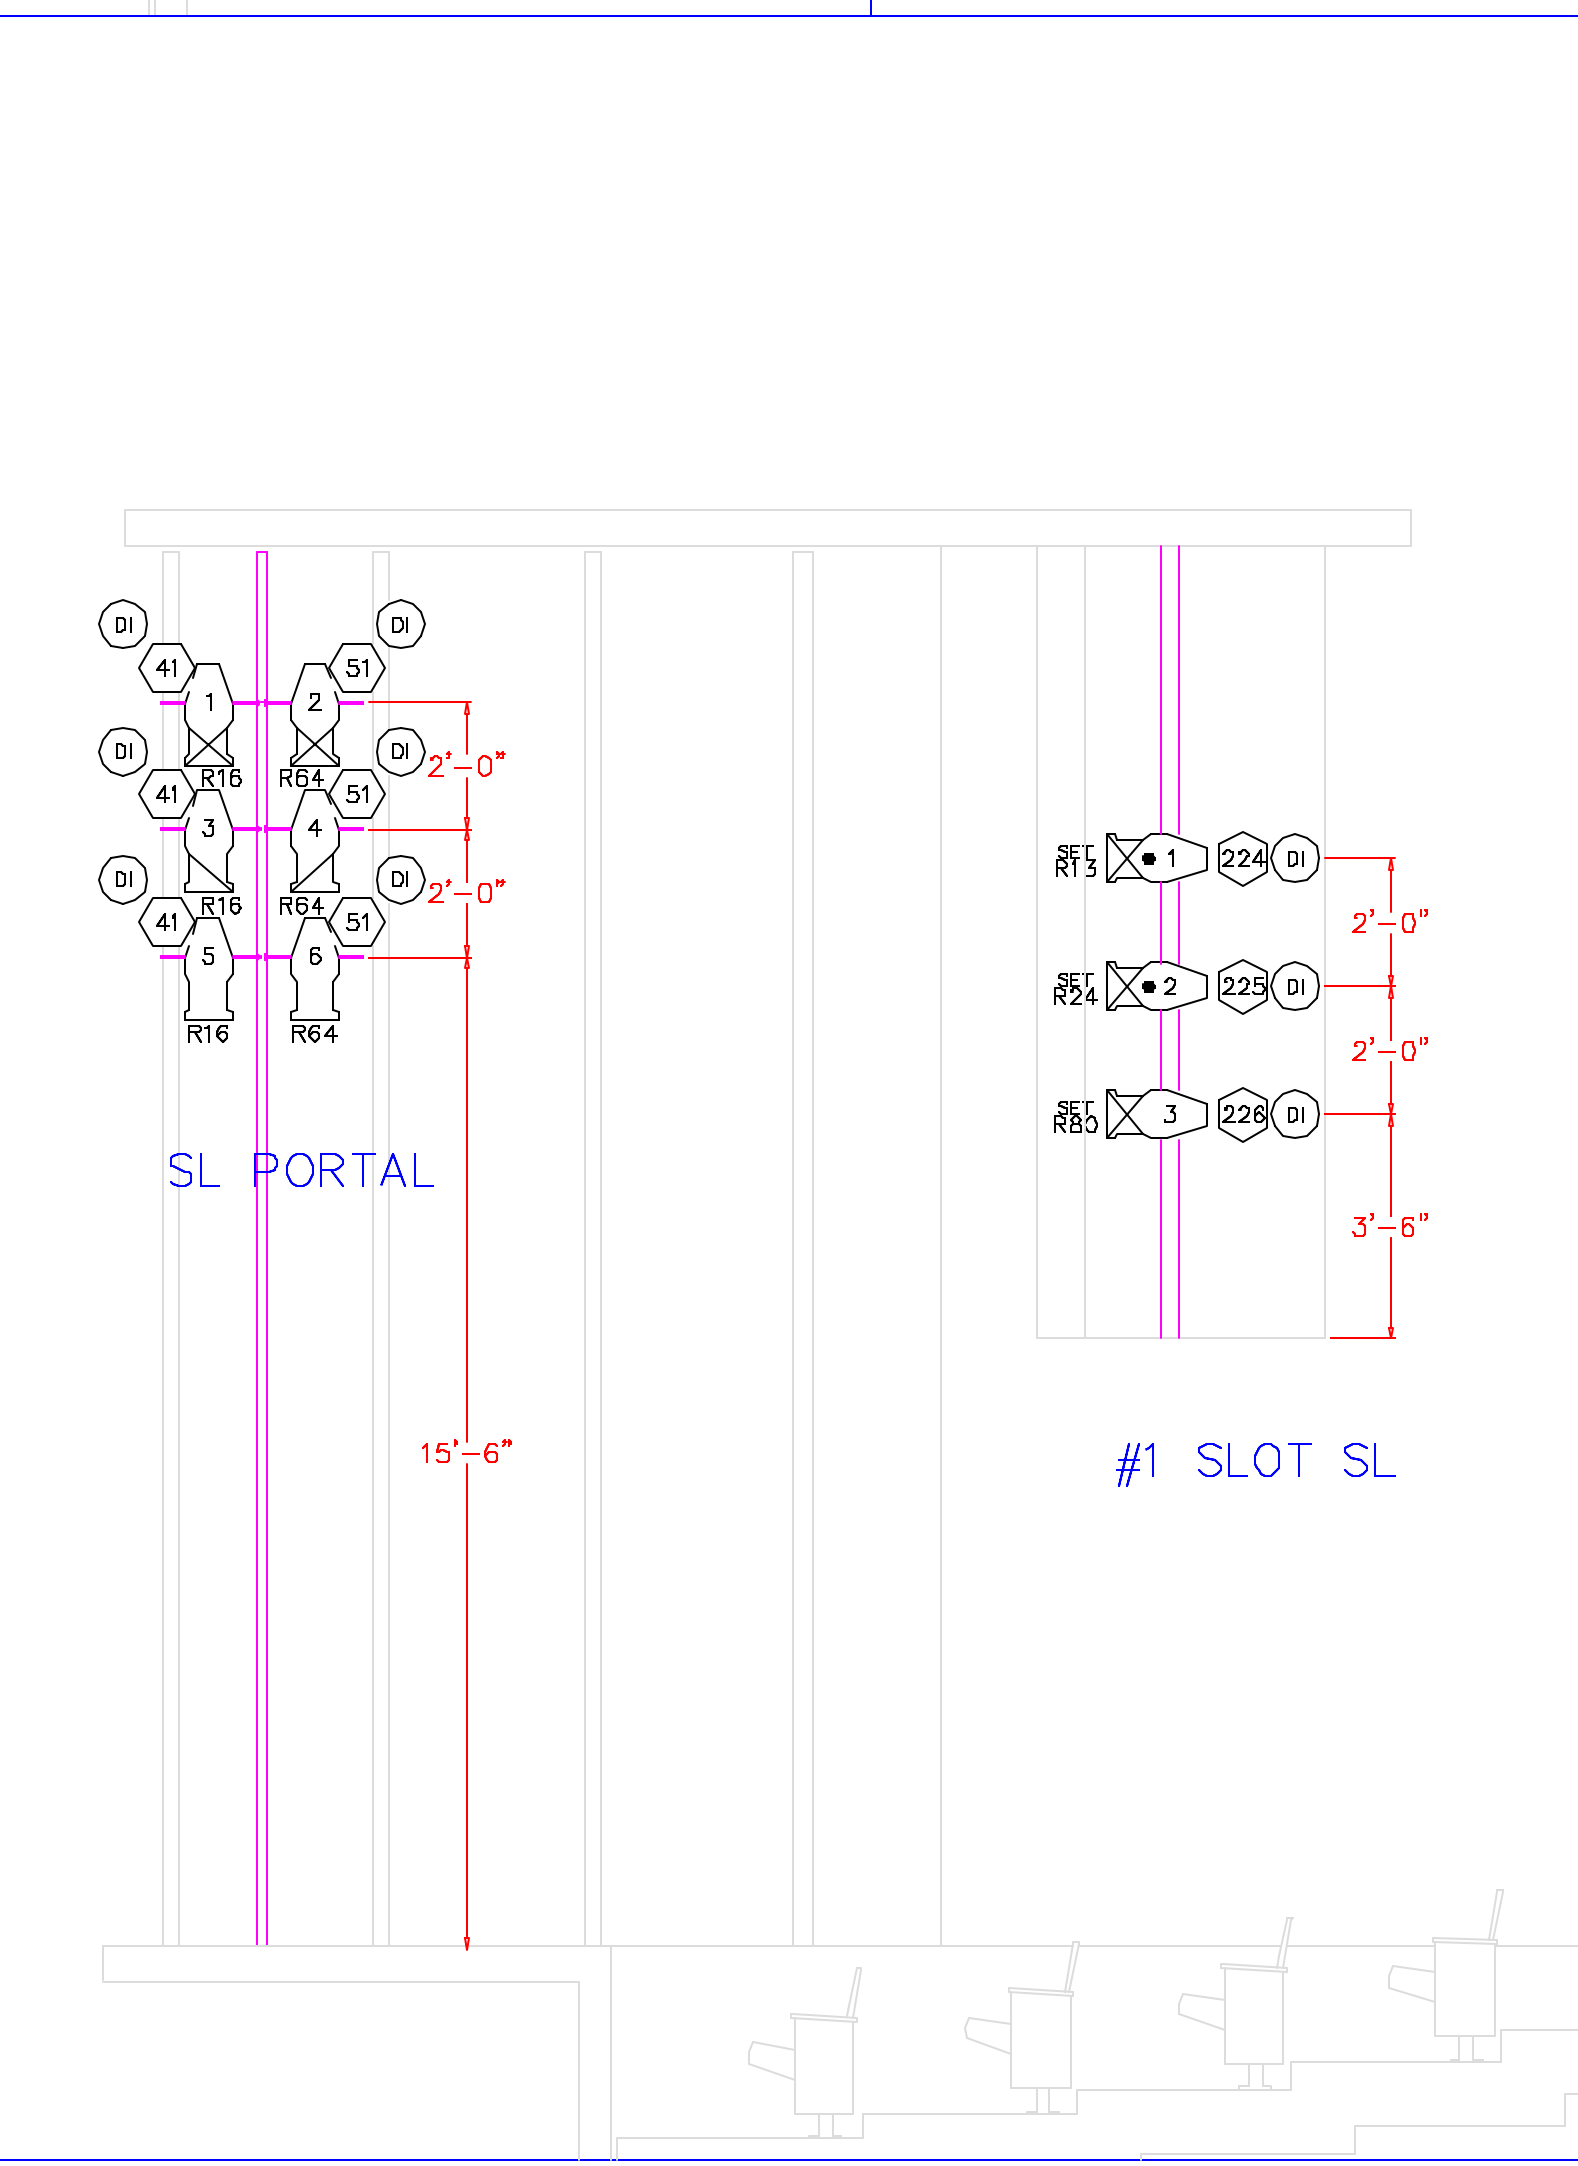 DI DI
41 51
1 2
DI DI
2'-0"
R16 R64
41 51
3 4
DI DI
2'-0"
R16 R64
41 51
5 6
R16 R64
SL PORTAL
15'-6"
SET
R13 1 224 DI
2'-0"
SET
R24 2 225 DI
2'-0"
SET
R80 3 226 DI
3'-6"
#1 SLOT SL